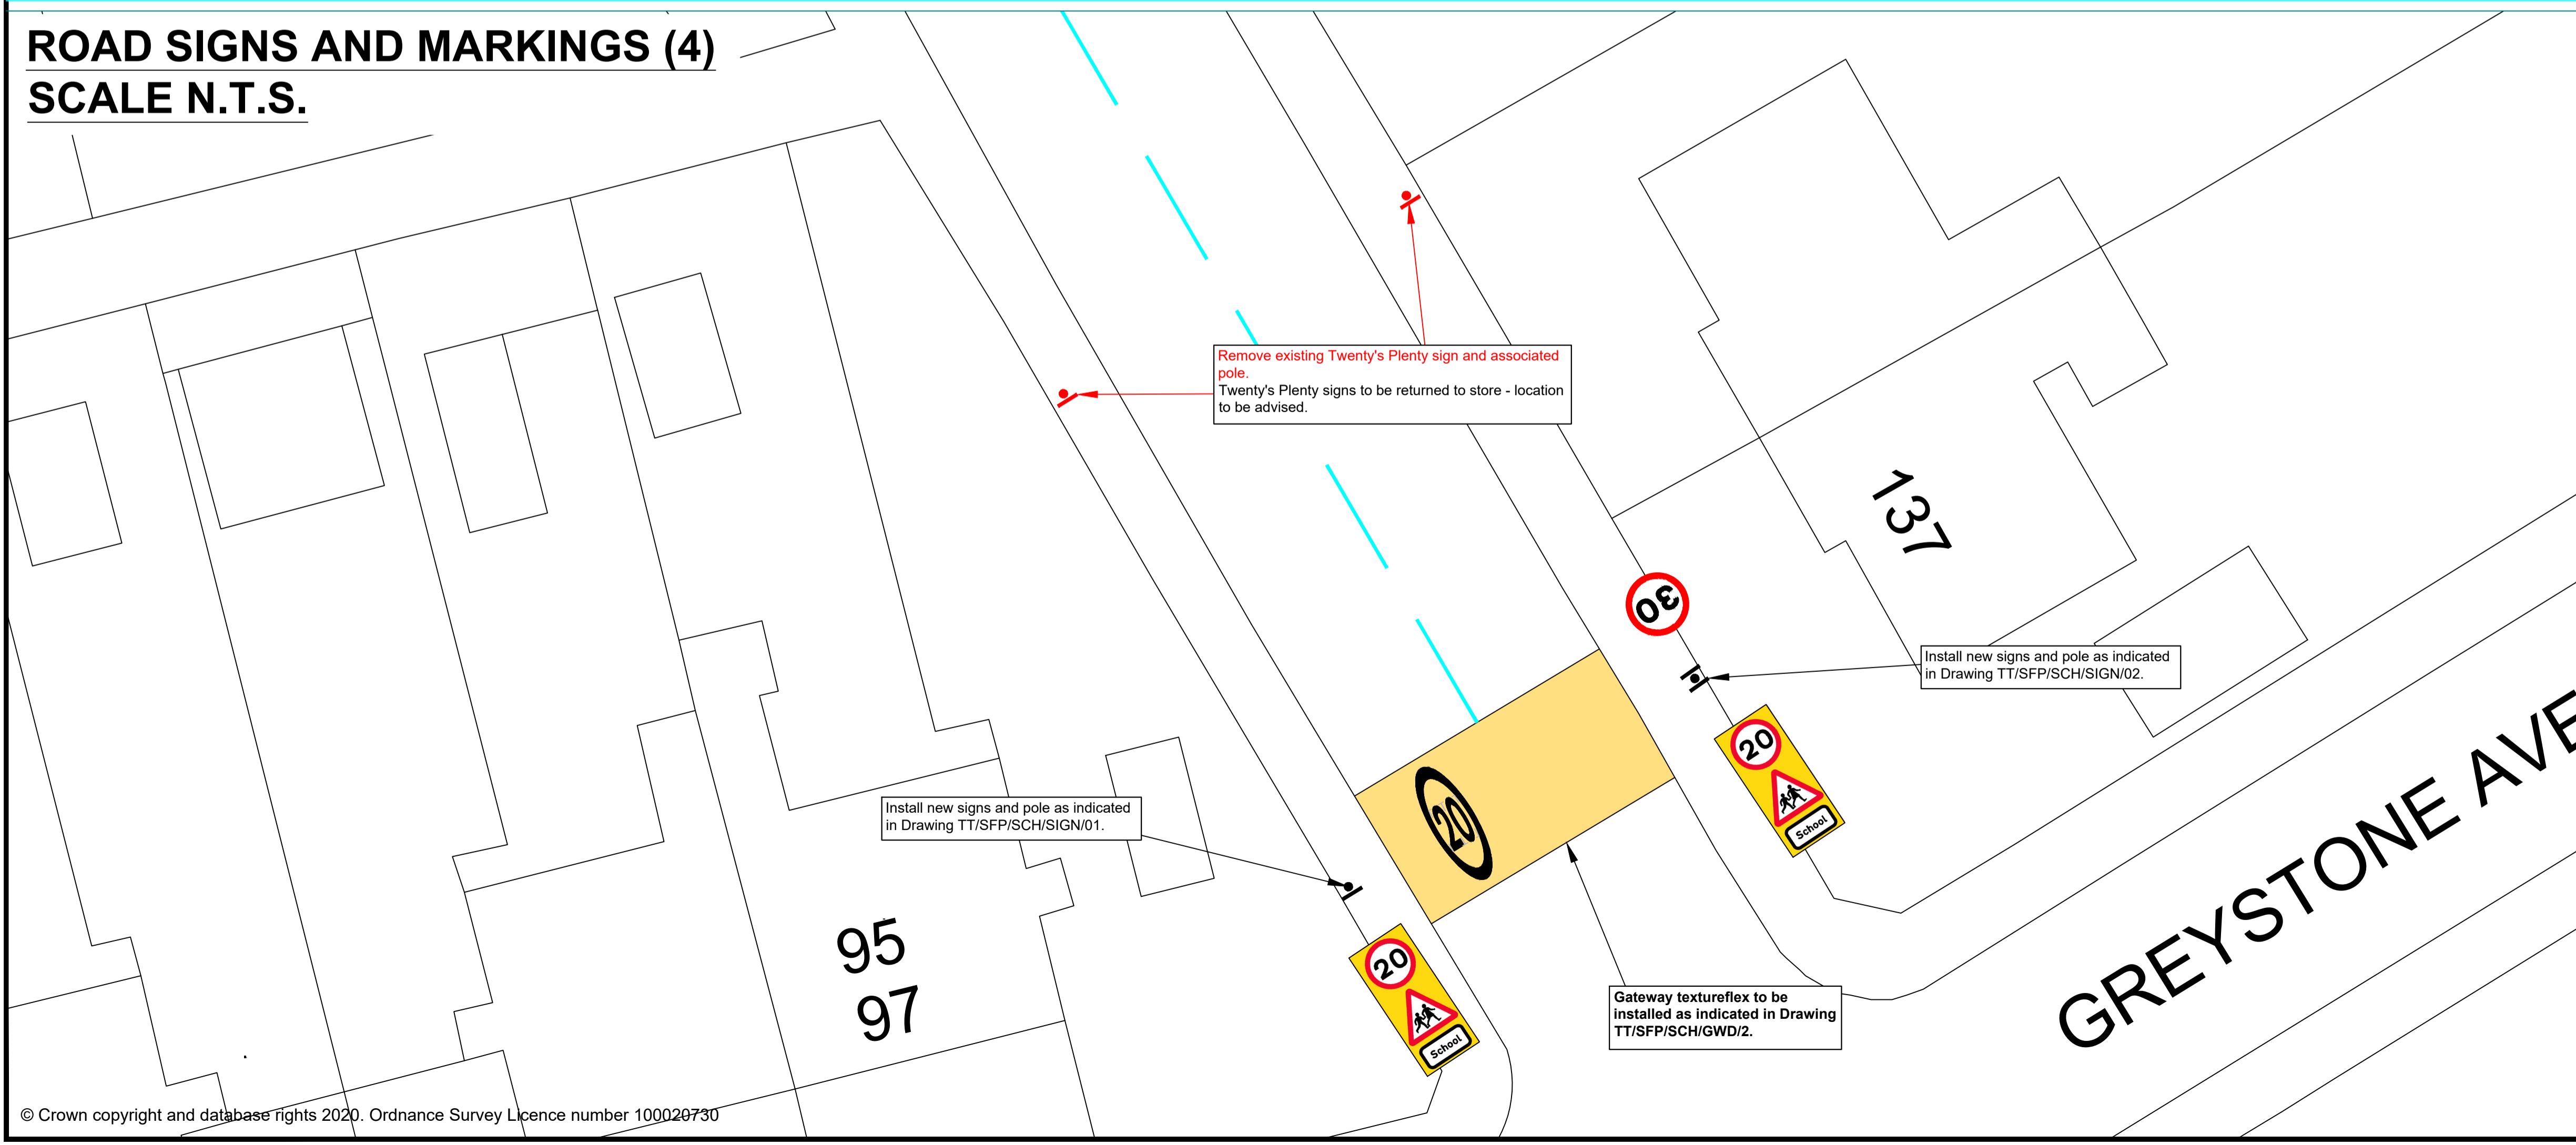 ROAD SIGNS AND MARKINGS (4)
SCALE N.T.S.
Remove existing Twenty's Plenty sign and associated
pole.
Twenty's Plenty signs to be returned to store - location
to be advised.
137
30
Install new signs and pole as indicated
in Drawing TT/SFP/SCH/SIGN/02.
20
School
Install new signs and pole as indicated
in Drawing TT/SFP/SCH/SIGN/01.
20
95
97
20
School
Gateway textureflex to be
installed as indicated in Drawing
TT/SFP/SCH/GWD/2.
GREYSTONE AVE
© Crown copyright and database rights 2020. Ordnance Survey Licence number 100020730